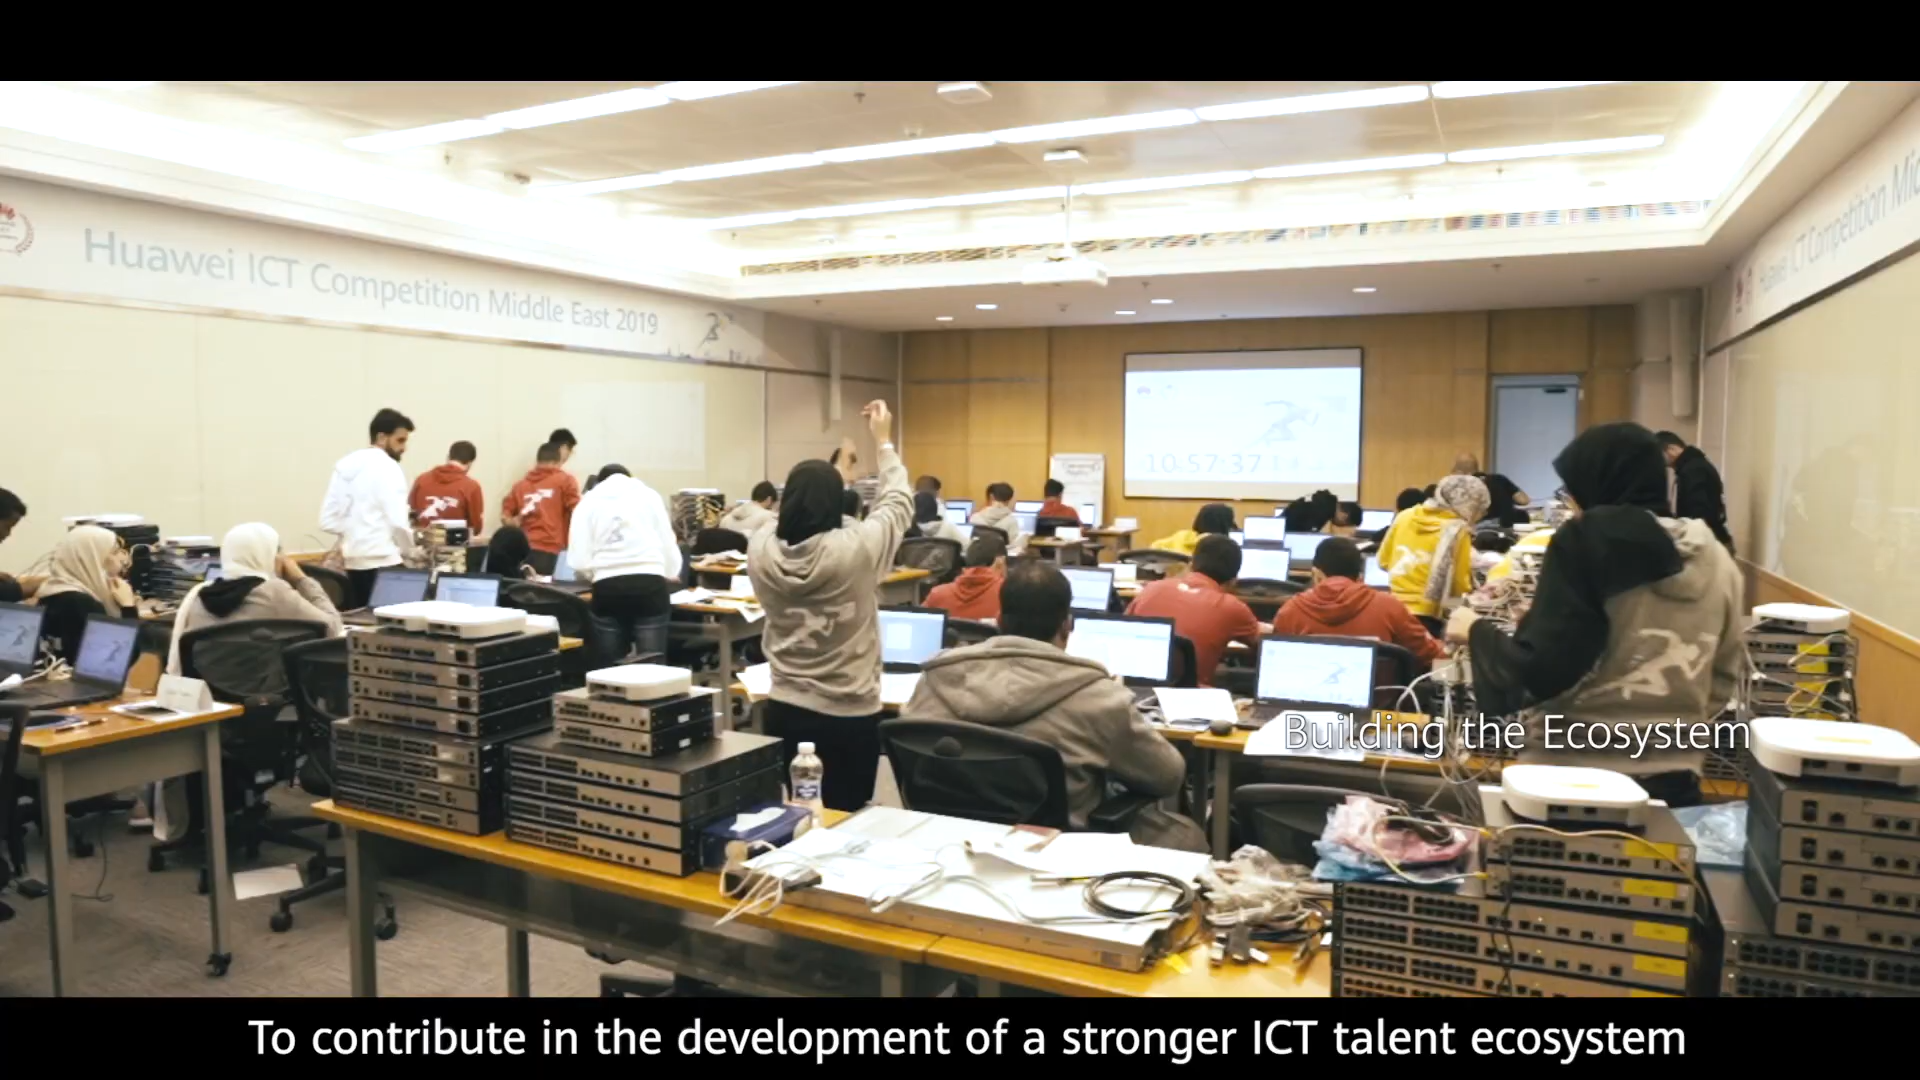 Huawei ICT Competition Middle East 2019
Huawei ICT Competition
10:57:37
Building the Ecosystem
To contribute in the development of a stronger ICT talent ecosystem